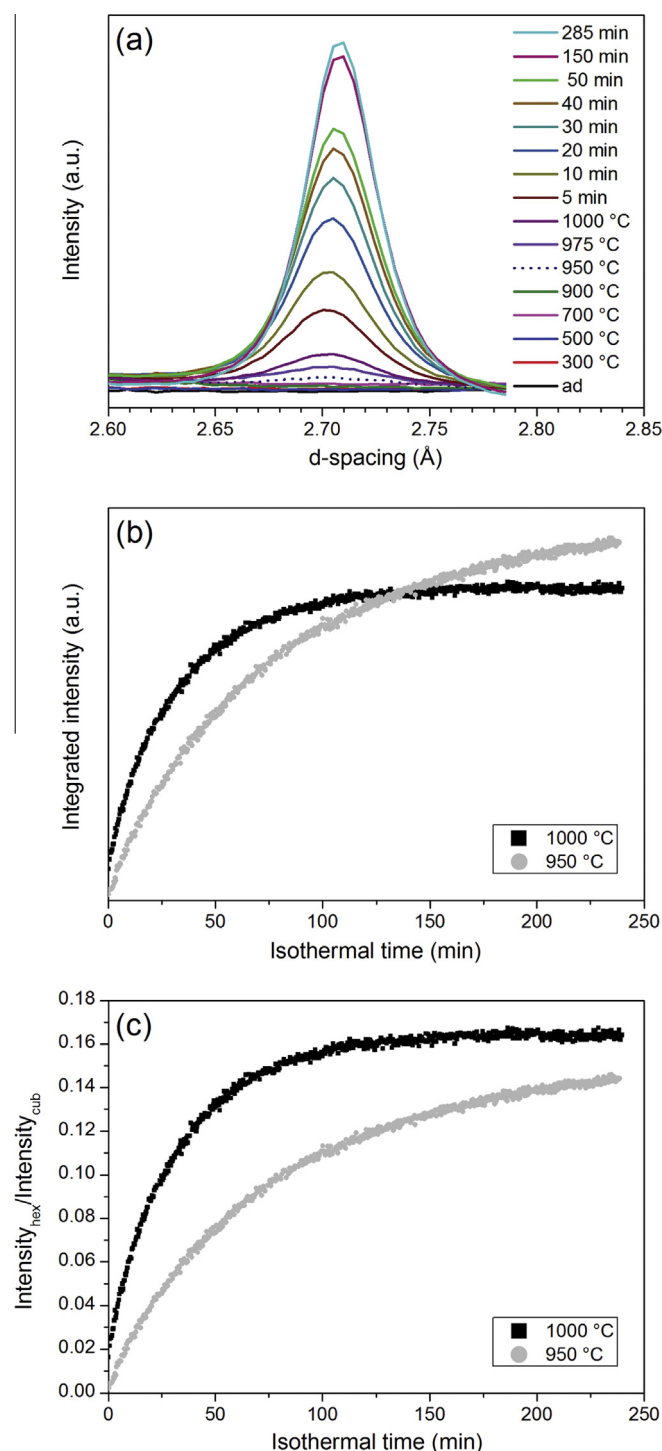 (a)
Intensity (a.u.)
285 min
150 min
50 min
40 min
30 min
20 min
10 min
5 min
1000 °C
975 °C
950 °C
900 °C
700 °C
500 °C
300 °C
ad
2.60 2.65 2.70 2.75 2.80 2.85
d-spacing (Å)
(b)
Integrated intensity (a.u.)
1000 °C
950 °C
0 50 100 150 200 250
Isothermal time (min)
(c)
Intensity_hex/Intensity_cub
0.18
0.16
0.14
0.12
0.10
0.08
0.06
0.04
0.02
0.00
1000 °C
950 °C
0 50 100 150 200 250
Isothermal time (min)